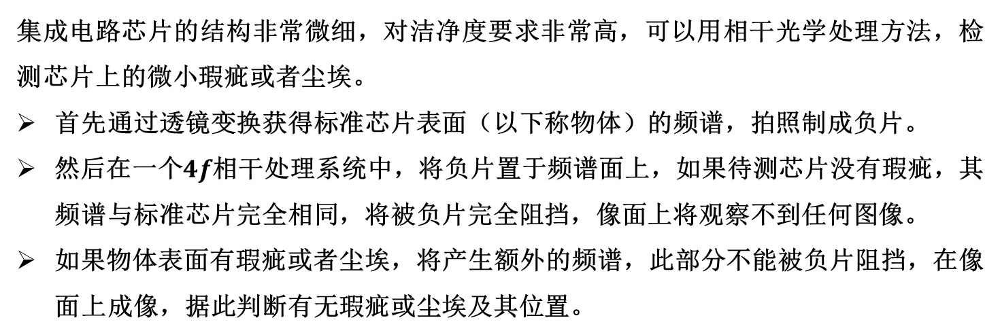 集成电路芯片的结构非常微细，对洁净度要求非常高，可以用相干光学处理方法，检
测芯片上的微小瑕疵或者尘埃。
➢ 首先通过透镜变换获得标准芯片表面（以下称物体）的频谱，拍照制成负片。
➢ 然后在一个4f相干处理系统中，将负片置于频谱面上，如果待测芯片没有瑕疵，其
频谱与标准芯片完全相同，将被负片完全阻挡，像面上将观察不到任何图像。
➢ 如果物体表面有瑕疵或者尘埃，将产生额外的频谱，此部分不能被负片阻挡，在像
面上成像，据此判断有无瑕疵或尘埃及其位置。